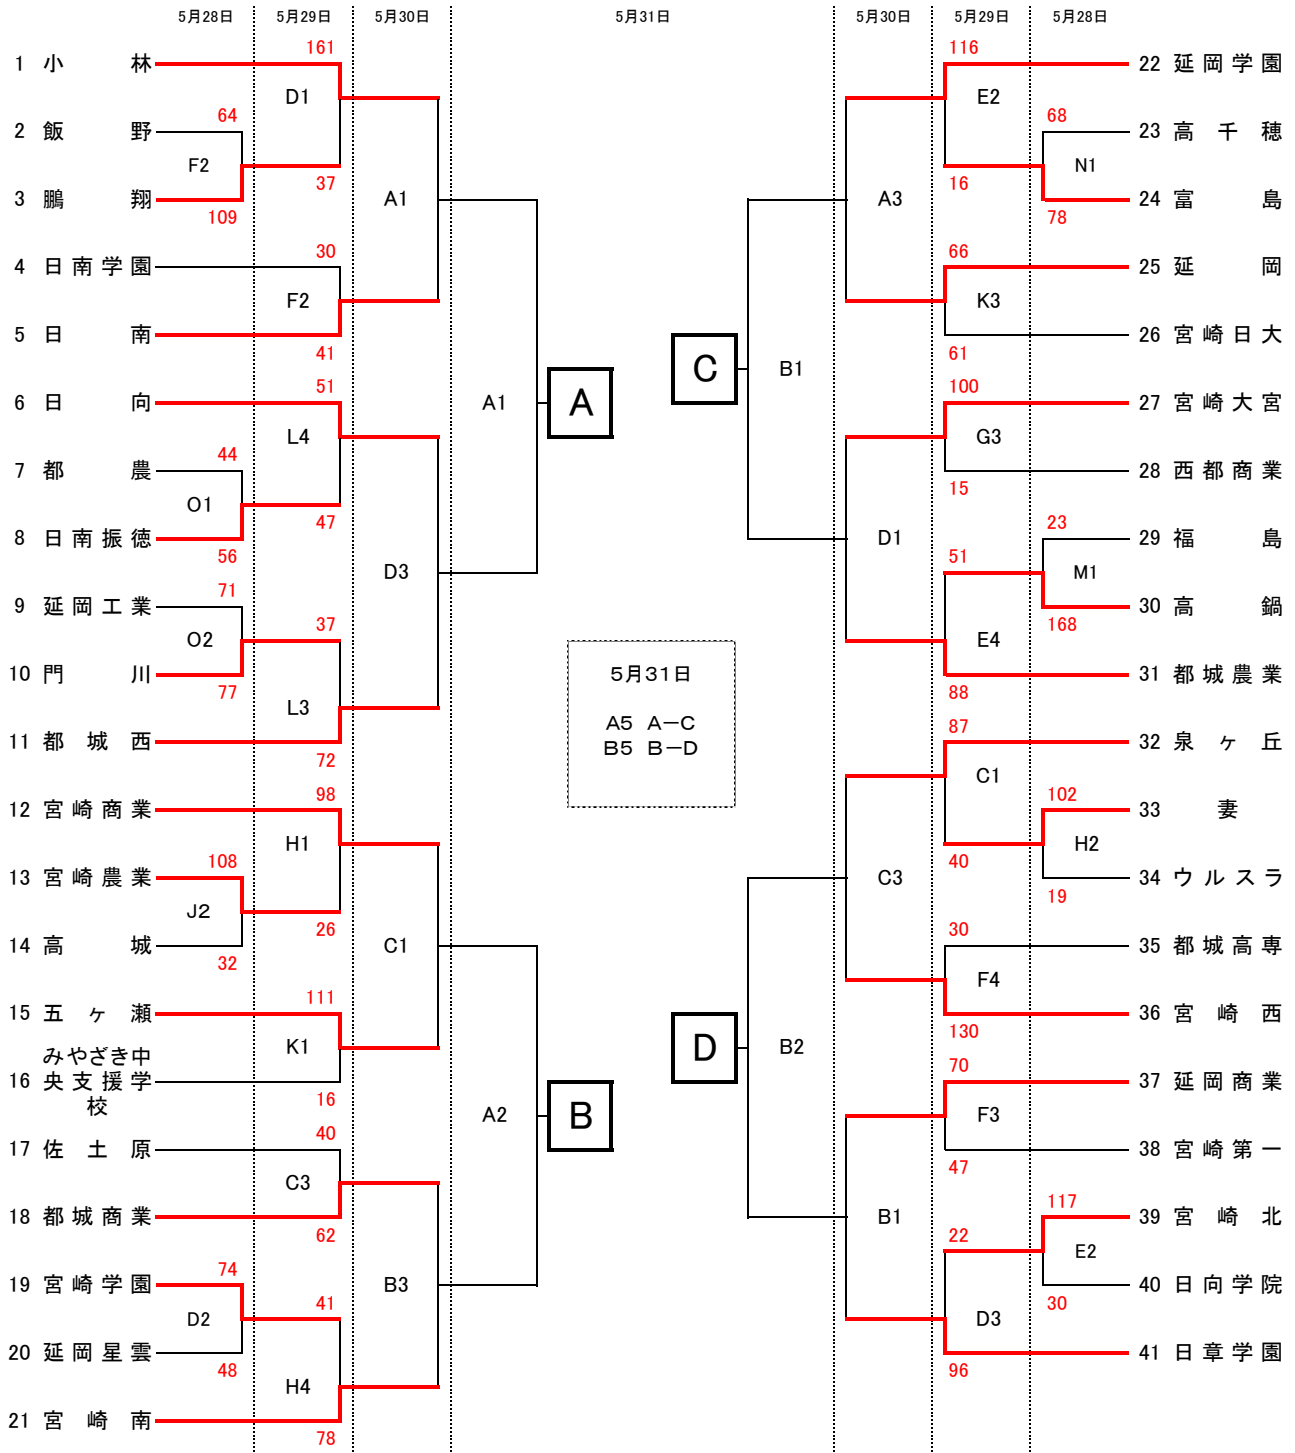 5月28日 5月29日 5月30日 5月31日 5月30日 5月29日 5月28日
161 116
1 小林 22 延岡学園
D1 E2
64 68
2 飯野 23 高千穂
F2 N1
37 A1 A3 16
3 鵬翔 24 富島
109 78
30 66
4 日南学園 25 延岡
F2 K3
5 日南 26 宮崎日大
41 61
C B1
51 100
6 日向 A1 A 27 宮崎大宮
L4 G3
44
7 都農 28 西都商業
O1 15
47 23
8 日南振徳 D1 29 福島
56 51
D3 M1
71
9 延岡工業 30 高鍋
37 168
O2 E4
10 門川 5月31日 31 都城農業
77 88
L3
A5 A－C
87
11 都城西 B5 B－D 32 泉ヶ丘
72
C1
98 102
12 宮崎商業 33 妻
H1 H2
108 40
13 宮崎農業 C3 34 ウルスラ
19
J2
26 30
14 高城 C1 35 都城高専
32
F4
111
15 五ヶ瀬 36 宮崎西
130
K1 D B2
みやざき中
70
16 央支援学 37 延岡商業
校
16
A2 B F3
40
17 佐土原 38 宮崎第一
47
C3
117
18 都城商業 B1 39 宮崎北
62 22
E2
74
19 宮崎学園 B3 40 日向学院
41 30
D2 D3
20 延岡星雲 41 日章学園
48 96
H4
21 宮崎南
78